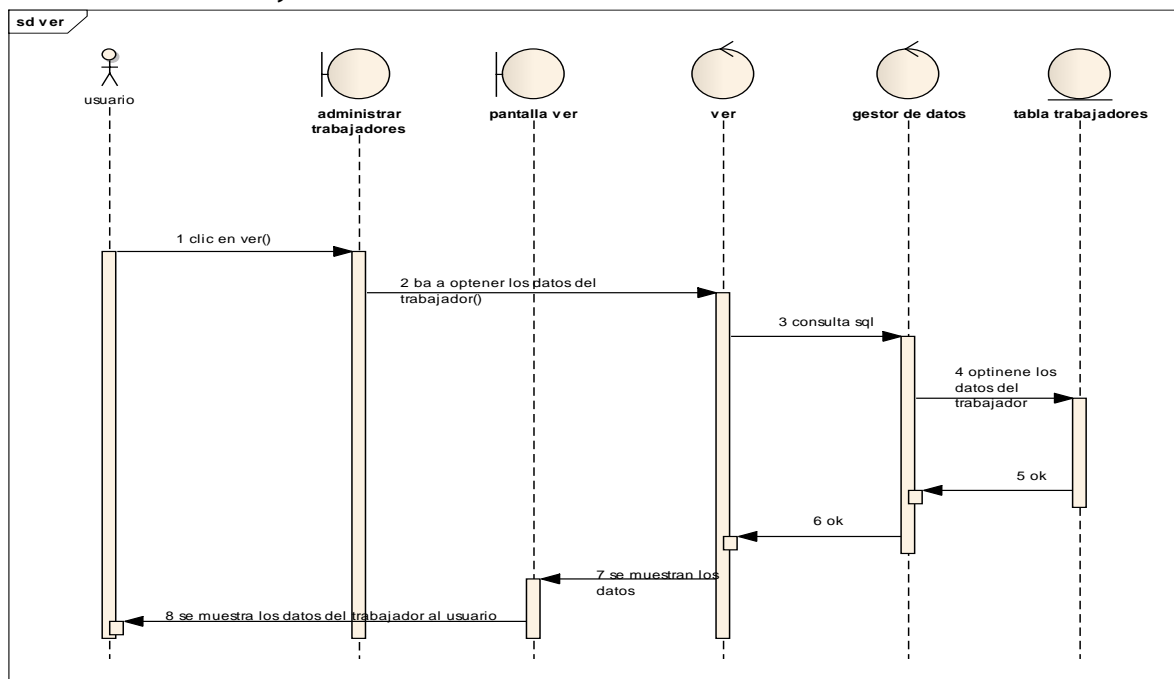 sd ver
usuario
administrar
trabajadores
pantalla ver
ver
gestor de datos
tabla trabajadores
1 clic en ver()
2 ba a optener los datos del
trabajador()
3 consulta sql
4 optinene los
datos del
trabajador
5 ok
6 ok
7 se muestran los
datos
8 se muestra los datos del trabajador al usuario